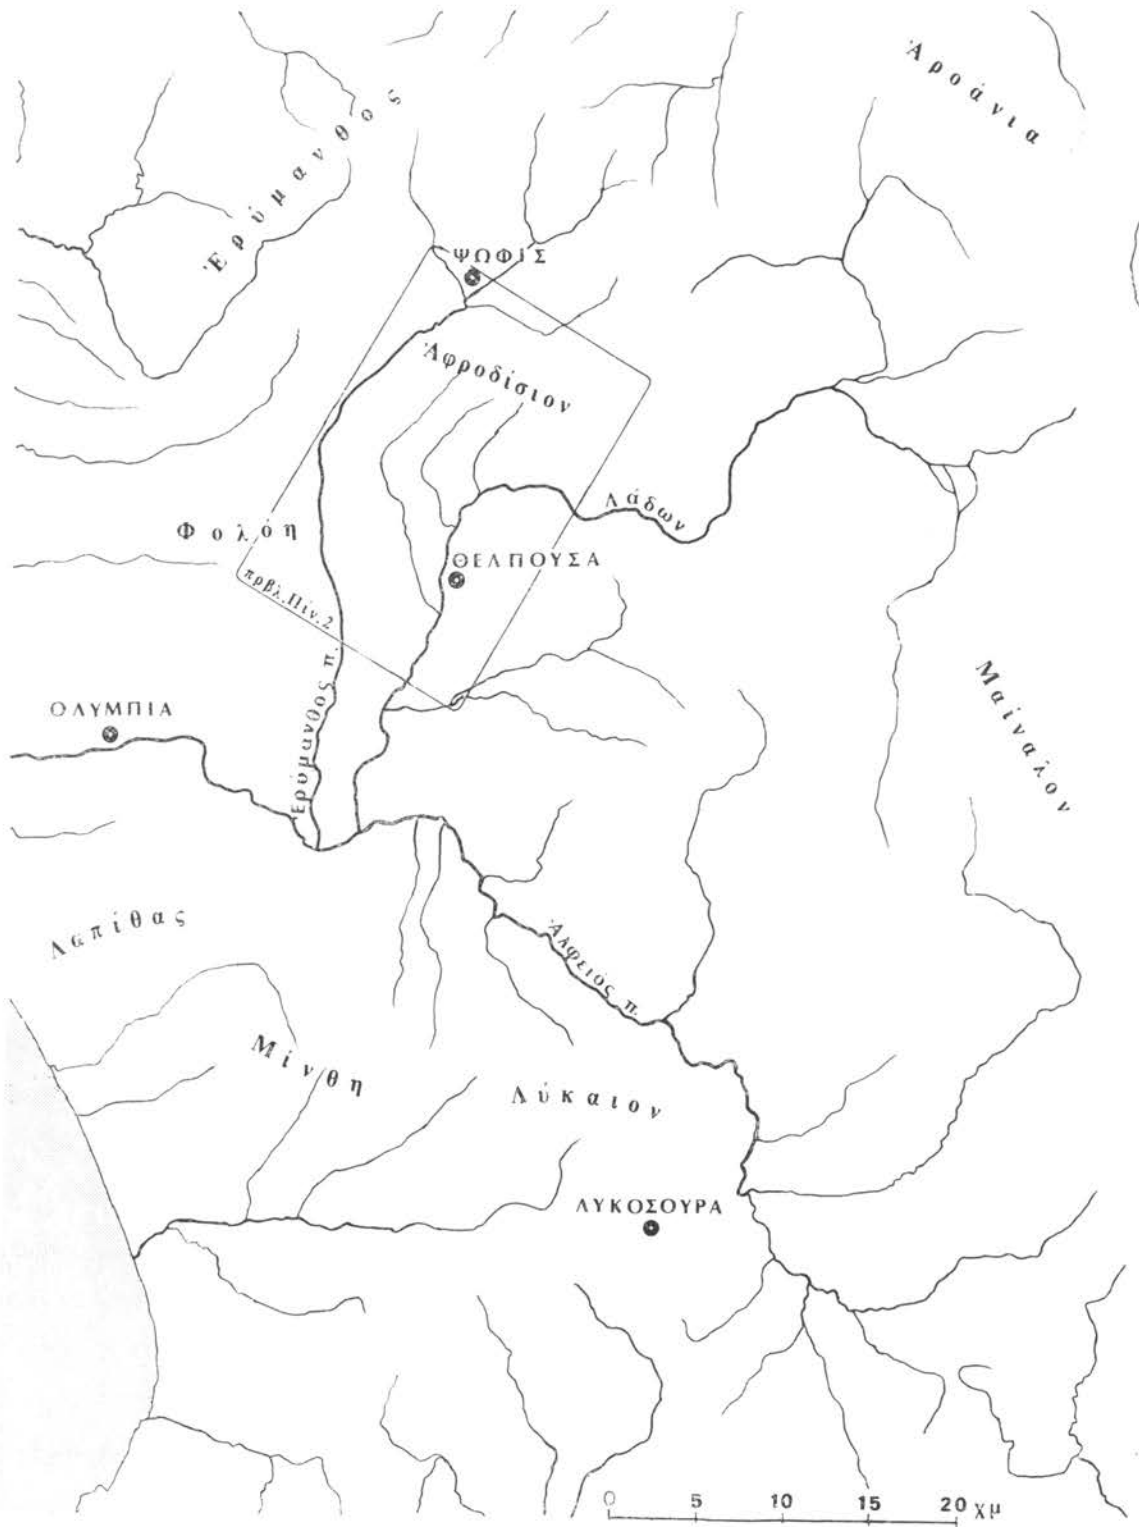 Ἀροάνια
Ἐρύμανθος
ΨΩΦΙΣ
Ἀφροδίσιον
Λάδων
Φολόη
ΘΕΛΠΟΥΣΑ
πρβλ. Πίν. 2
Ἐρύμανθος π.
ΟΛΥΜΠΙΑ
Μαίναλον
Λαπίθας
Ἀλφειός π.
Μίνθη
Λύκαιον
ΛΥΚΟΣΟΥΡΑ
0 5 10 15 20 χμ